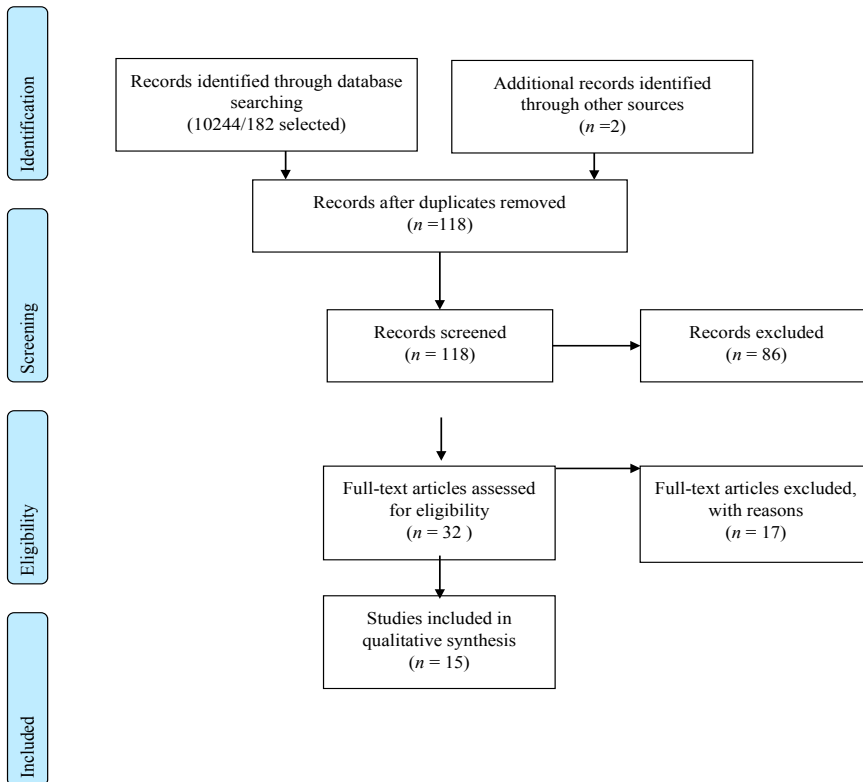 Identification
Records identified through database
searching
(10244/182 selected)
Additional records identified
through other sources
(n =2)
Records after duplicates removed
(n =118)
Screening
Records screened
(n = 118)
Records excluded
(n = 86)
Eligibility
Full-text articles assessed
for eligibility
(n = 32 )
Full-text articles excluded,
with reasons
(n = 17)
Included
Studies included in
qualitative synthesis
(n = 15)